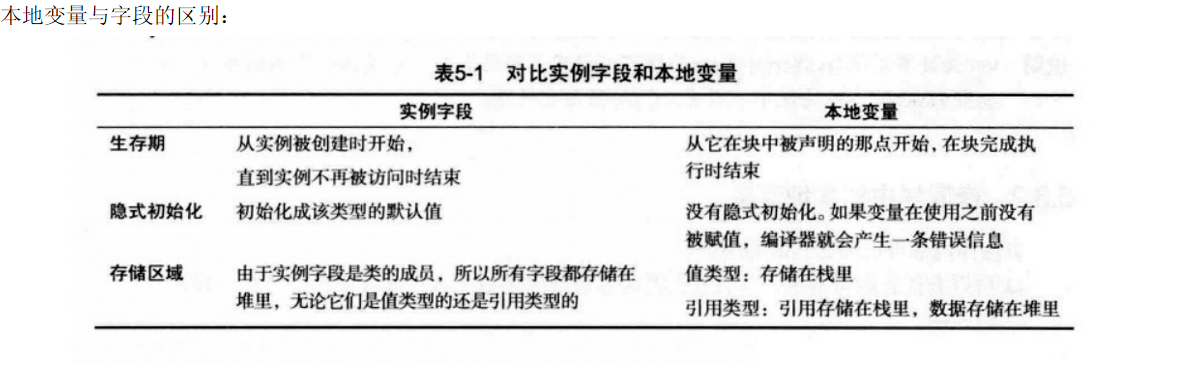 本地变量与字段的区别：
表5-1 对比实例字段和本地变量
实例字段 本地变量
生存期 从实例被创建时开始， 从它在块中被声明的那点开始，在块完成执
直到实例不再被访问时结束 行时结束
隐式初始化 初始化成该类型的默认值 没有隐式初始化。如果变量在使用之前没有
被赋值，编译器就会产生一条错误信息
存储区域 由于实例字段是类的成员，所以所有字段都存储在 值类型：存储在栈里
堆里，无论它们是值类型的还是引用类型的 引用类型：引用存储在栈里，数据存储在堆里